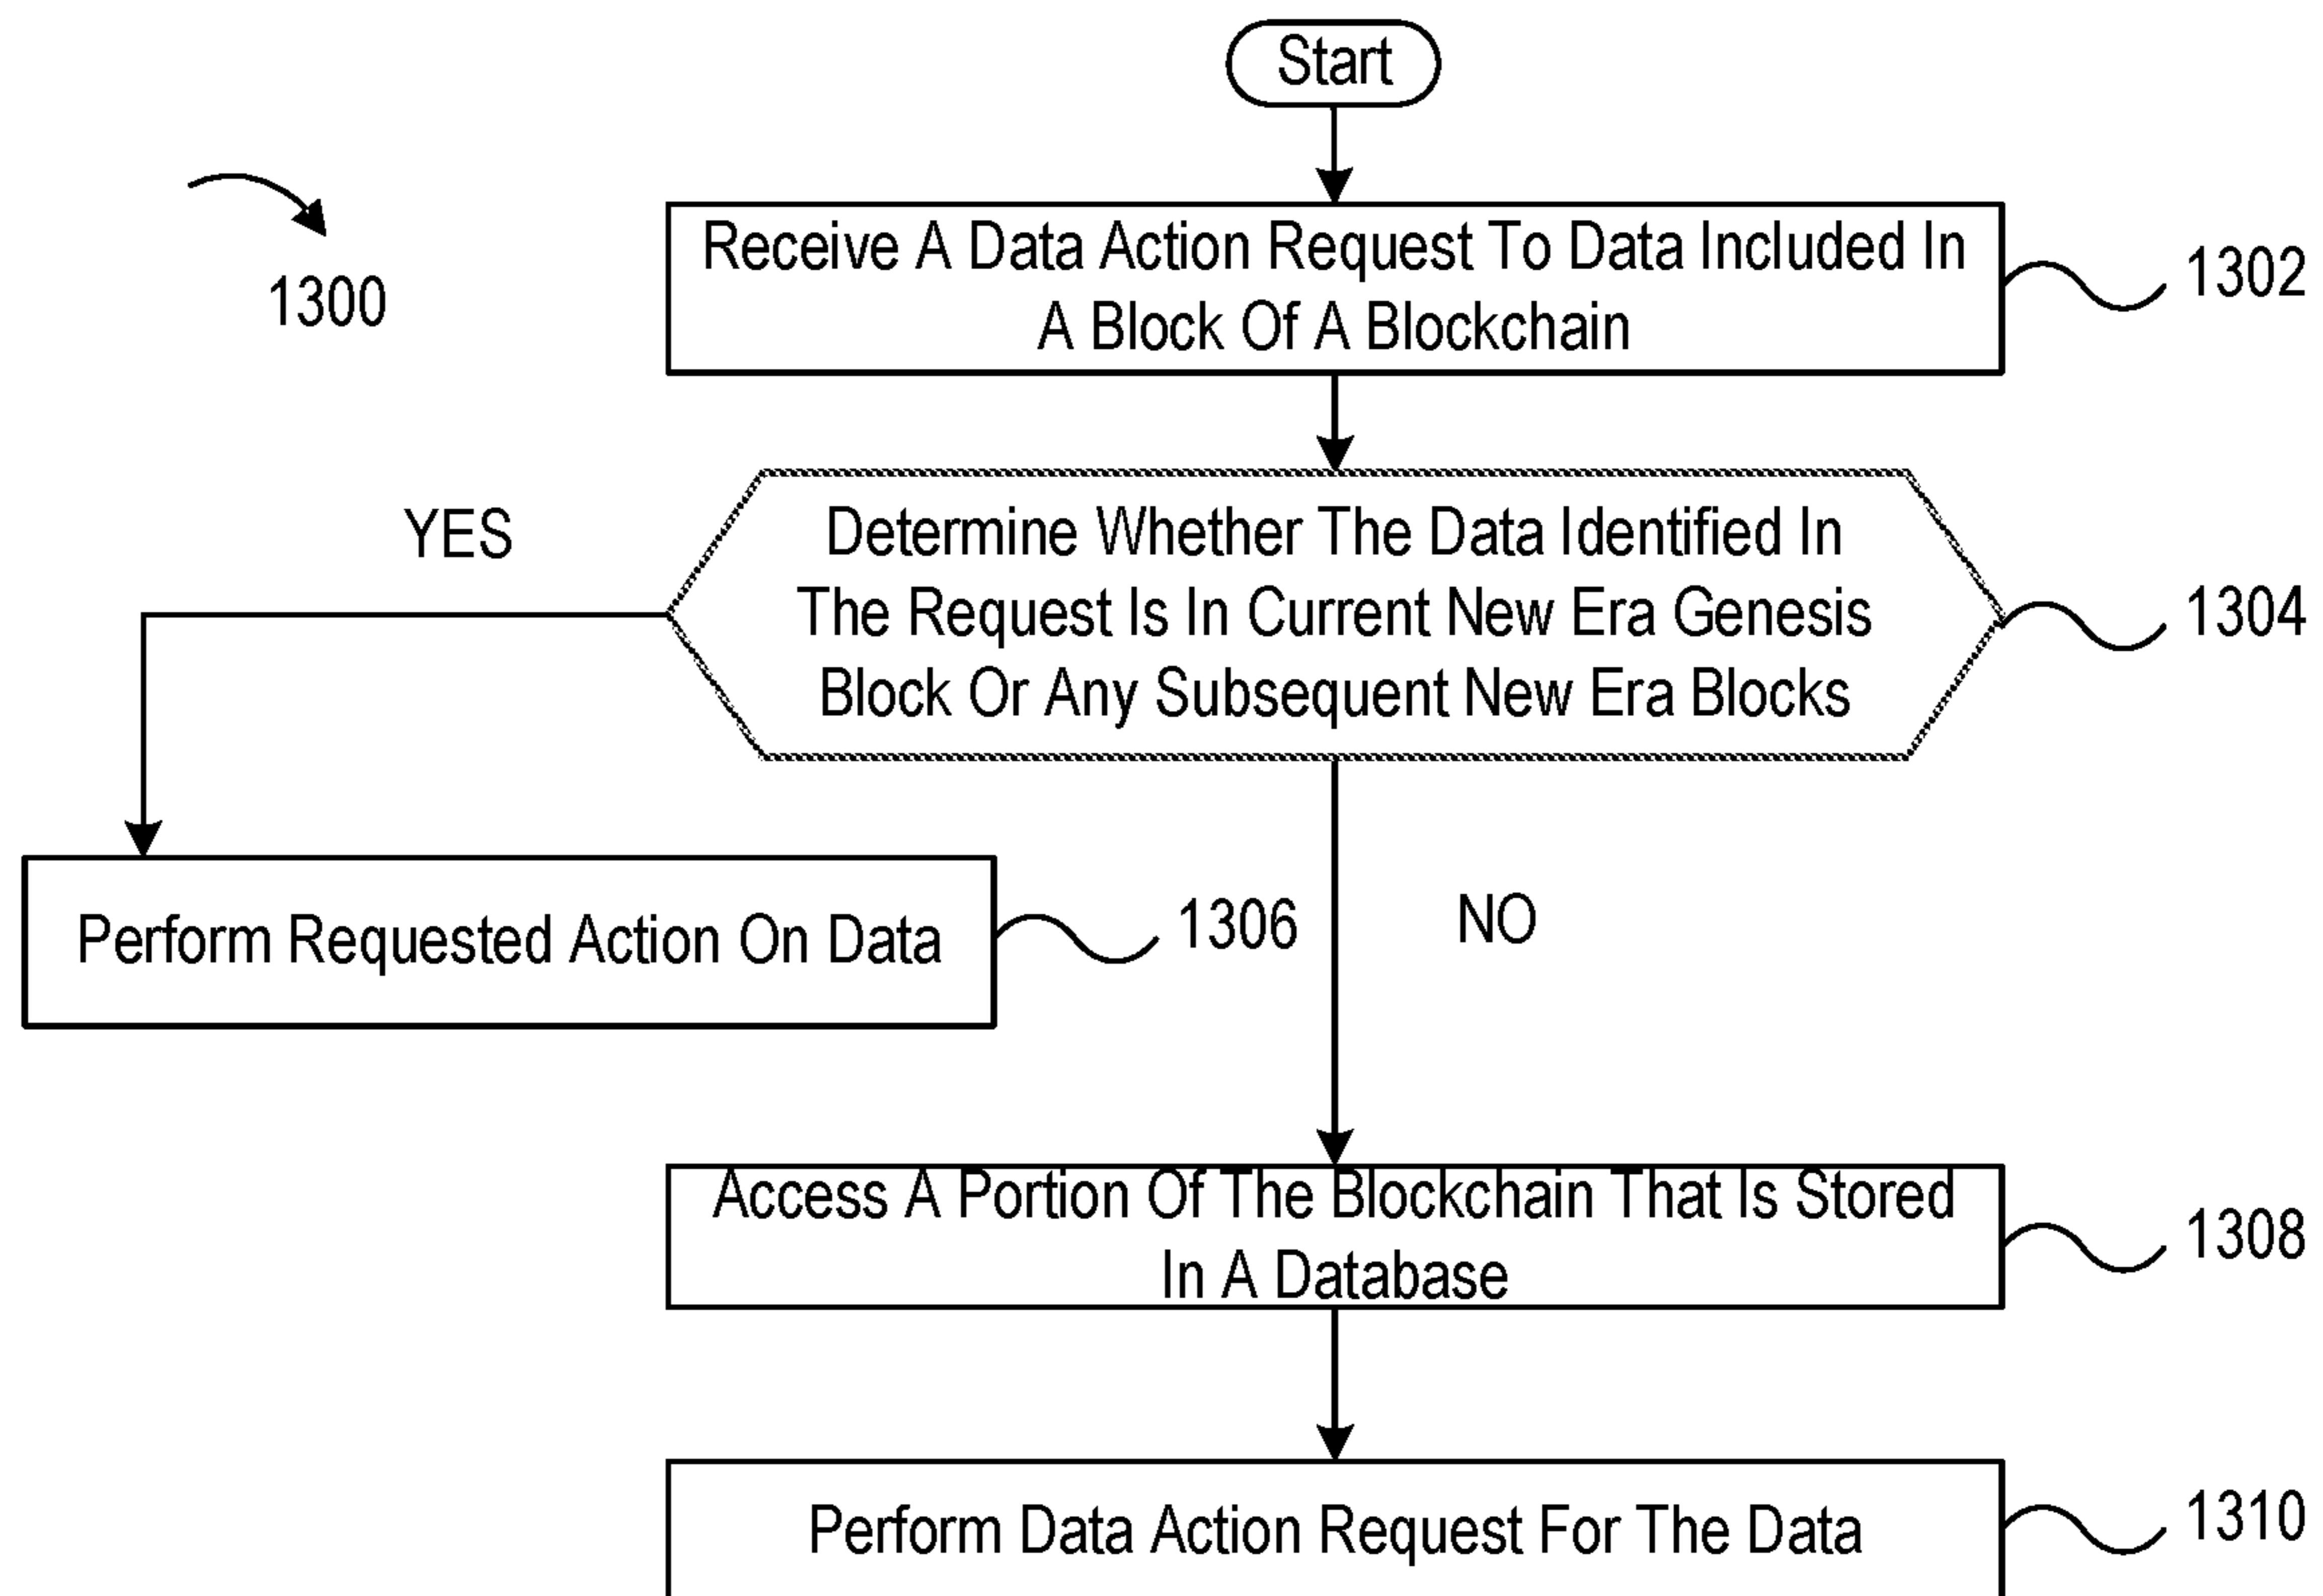 Start
1300
Receive A Data Action Request To Data Included In
A Block Of A Blockchain
1302
YES
Determine Whether The Data Identified In
The Request Is In Current New Era Genesis
Block Or Any Subsequent New Era Blocks
1304
Perform Requested Action On Data
1306
NO
Access A Portion Of The Blockchain That Is Stored
In A Database
1308
Perform Data Action Request For The Data
1310